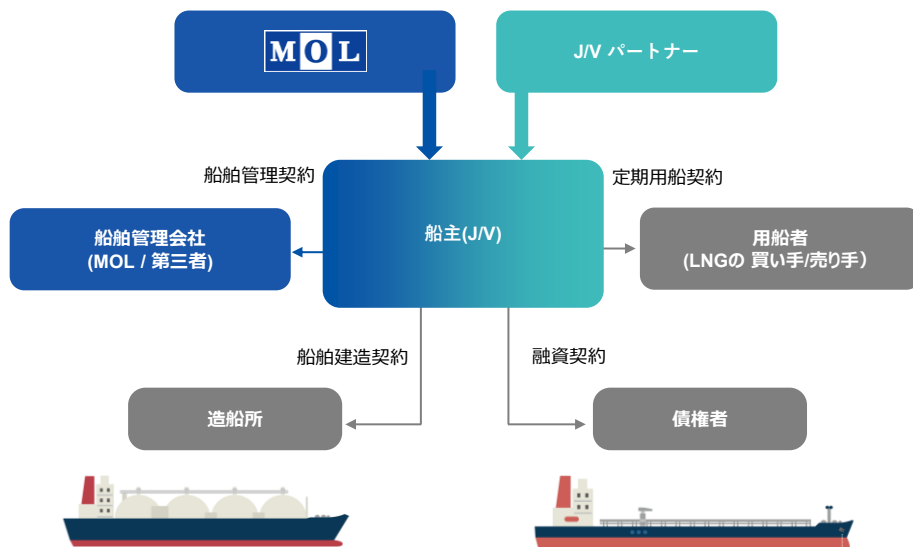 MOL
J/V パートナー
船舶管理契約
定期用船契約
船舶管理会社
(MOL / 第三者)
船主(J/V)
用船者
(LNGの 買い手/売り手）
船舶建造契約
融資契約
造船所
債権者